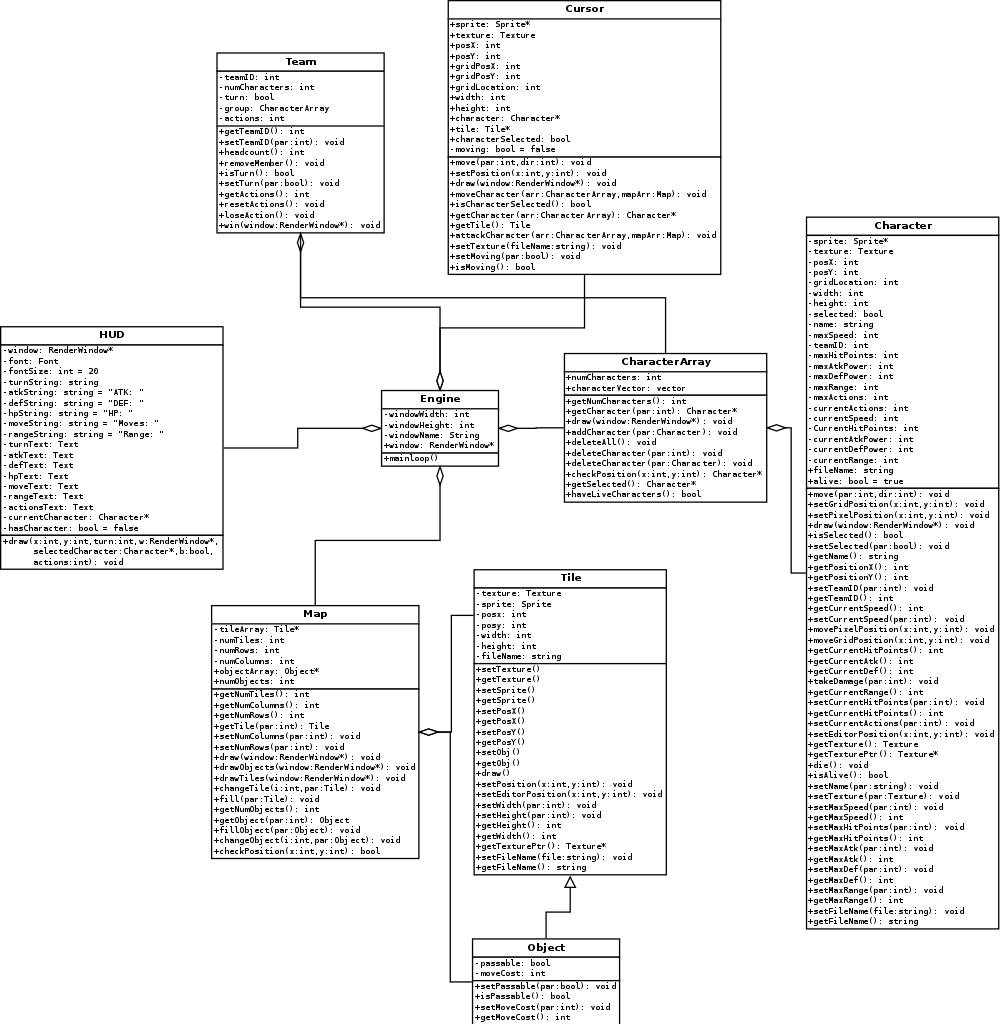 Cursor
+sprite: Sprite*
+texture: Texture
+posX: int
+posY: int
+gridPosX: int
+gridPosY: int
+gridLocation: int
+width: int
+height: int
+character: Character*
+tile: Tile*
+characterSelected: bool
-moving: bool = false
+move(par:int,dir:int): void
+setPosition(x:int,y:int): void
+draw(window:RenderWindow*): void
+moveCharacter(arr:CharacterArray,mapArr:Map): void
+isCharacterSelected(): bool
+getCharacter(arr:CharacterArray): Character*
+getTile(): Tile
+attackCharacter(arr:CharacterArray,mapArr:Map): void
+setTexture(fileName:string): void
+setMoving(par:bool): void
+isMoving(): bool
Team
-teamID: int
-numCharacters: int
-turn: bool
-group: CharacterArray
-actions: int
+getTeamID(): int
+setTeamID(par:int): void
+headcount(): int
+removeMember(): void
+isTurn(): bool
+setTurn(par:bool): void
+getActions(): int
+resetActions(): void
+loseAction(): void
+win(window:RenderWindow*): void
Character
-sprite: Sprite*
-texture: Texture
-posX: int
-posY: int
-gridLocation: int
-width: int
-height: int
-selected: bool
-name: string
-maxSpeed: int
-teamID: int
-maxHitPoints: int
-maxAtkPower: int
-maxDefPower: int
-maxRange: int
-maxActions: int
-currentActions: int
-currentSpeed: int
-CurrentHitPoints: int
-currentAtkPower: int
-currentDefPower: int
-currentRange: int
+fileName: string
+alive: bool = true
+move(par:int,dir:int): void
+setGridPosition(x:int,y:int): void
+setPixelPosition(x:int,y:int): void
+draw(window:RenderWindow*): void
+isSelected(): bool
+setSelected(par:bool): void
+getName(): string
+getPositionX(): int
+getPositionY(): int
+setTeamID(par:int): void
+getTeamID(): int
+getCurrentSpeed(): int
+setCurrentSpeed(par:int): void
+movePixelPosition(x:int,y:int): void
+moveGridPosition(x:int,y:int): void
+getCurrentHitPoints(): int
+getCurrentAtk(): int
+getCurrentDef(): int
+takeDamage(par:int): void
+getCurrentRange(): int
+setCurrentHitPoints(par:int): void
+getCurrentHitPoints(): int
+setCurrentActions(par:int): void
+setEditorPosition(x:int,y:int): void
+getTexture(): Texture
+getTexturePtr(): Texture*
+die(): void
+isAlive(): bool
+setName(par:string): void
+setTexture(par:Texture): void
+setMaxSpeed(par:int): void
+getMaxSpeed(): int
+setMaxHitPoints(par:int): void
+getMaxHitPoints(): int
+setMaxAtk(par:int): void
+getMaxAtk(): int
+setMaxDef(par:int): void
+getMaxDef(): int
+setMaxRange(par:int): void
+getMaxRange(): int
+setFileName(file:string): void
+getFileName(): string
HUD
-window: RenderWindow*
-font: Font
-fontSize: int = 20
-turnString: string
-atkString: string = "ATK: "
-defString: string = "DEF: "
-hpString: string = "HP: "
-moveString: string = "Moves: "
-rangeString: string = "Range: "
-turnText: Text
-atkText: Text
-defText: Text
-hpText: Text
-moveText: Text
-rangeText: Text
-actionsText: Text
-currentCharacter: Character*
-hasCharacter: bool = false
+draw(x:int,y:int,turn:int,w:RenderWindow*,
selectedCharacter:Character*,b:bool,
actions:int): void
Engine
-windowWidth: int
-windowHeight: int
-windowName: String
+window: RenderWindow*
+mainloop()
CharacterArray
+numCharacters: int
+characterVector: vector
+getNumCharacters(): int
+getCharacter(par:int): Character*
+draw(window:RenderWindow*): void
+addCharacter(par:Character): void
+deleteAll(): void
+deleteCharacter(par:int): void
+deleteCharacter(par:Character): void
+checkPosition(x:int,y:int): Character*
+getSelected(): Character*
+haveLiveCharacters(): bool
Map
-tileArray: Tile*
-numTiles: int
-numRows: int
-numColumns: int
+objectArray: Object*
+numObjects: int
+getNumTiles(): int
+getNumColumns(): int
+getNumRows(): int
+getTile(par:int): Tile
+setNumColumns(par:int): void
+setNumRows(par:int): void
+draw(window:RenderWindow*): void
+drawObjects(window:RenderWindow*): void
+drawTiles(window:RenderWindow*): void
+changeTile(i:int,par:Tile): void
+fill(par:Tile): void
+getNumObjects(): int
+getObject(par:int): Object
+fillObject(par:Object): void
+changeObject(i:int,par:Object): void
+checkPosition(x:int,y:int): bool
Tile
-texture: Texture
-sprite: Sprite
-posx: int
-posy: int
-width: int
-height: int
-fileName: string
+setTexture()
+getTexture()
+setSprite()
+getSprite()
+setPosX()
+getPosX()
+setPosY()
+getPosY()
+setObj()
+getObj()
+draw()
+setPosition(x:int,y:int): void
+setEditorPosition(x:int,y:int): void
+setWidth(par:int): void
+setHeight(par:int): void
+getHeight(): int
+getWidth(): int
+getTexturePtr(): Texture*
+setFileName(file:string): void
+getFileName(): string
Object
-passable: bool
-moveCost: int
+setPassable(par:bool): void
+isPassable(): bool
+setMoveCost(par:int): void
+getMoveCost(): int